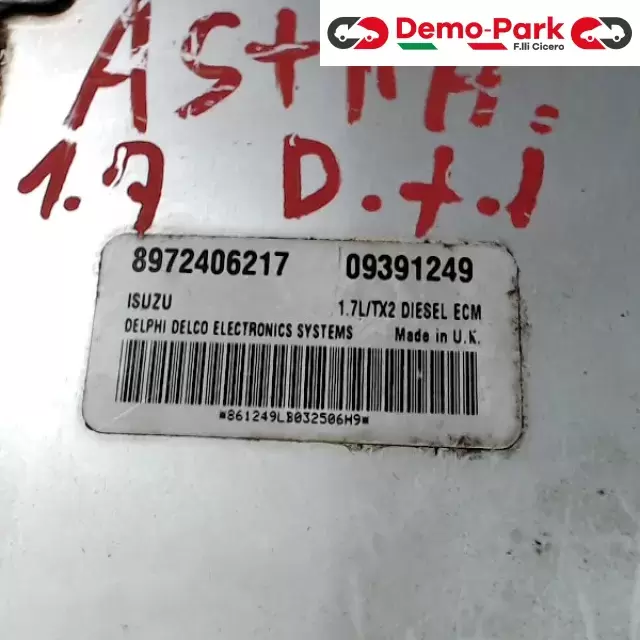 Demo-Park
F.lli Cicero
ASTRA
1.7 D.t.i
8972406217 09391249
ISUZU 1.7L/TX2 DIESEL ECM
DELPHI DELCO ELECTRONICS SYSTEMS Made in U.K.
*861249LB032506H9*